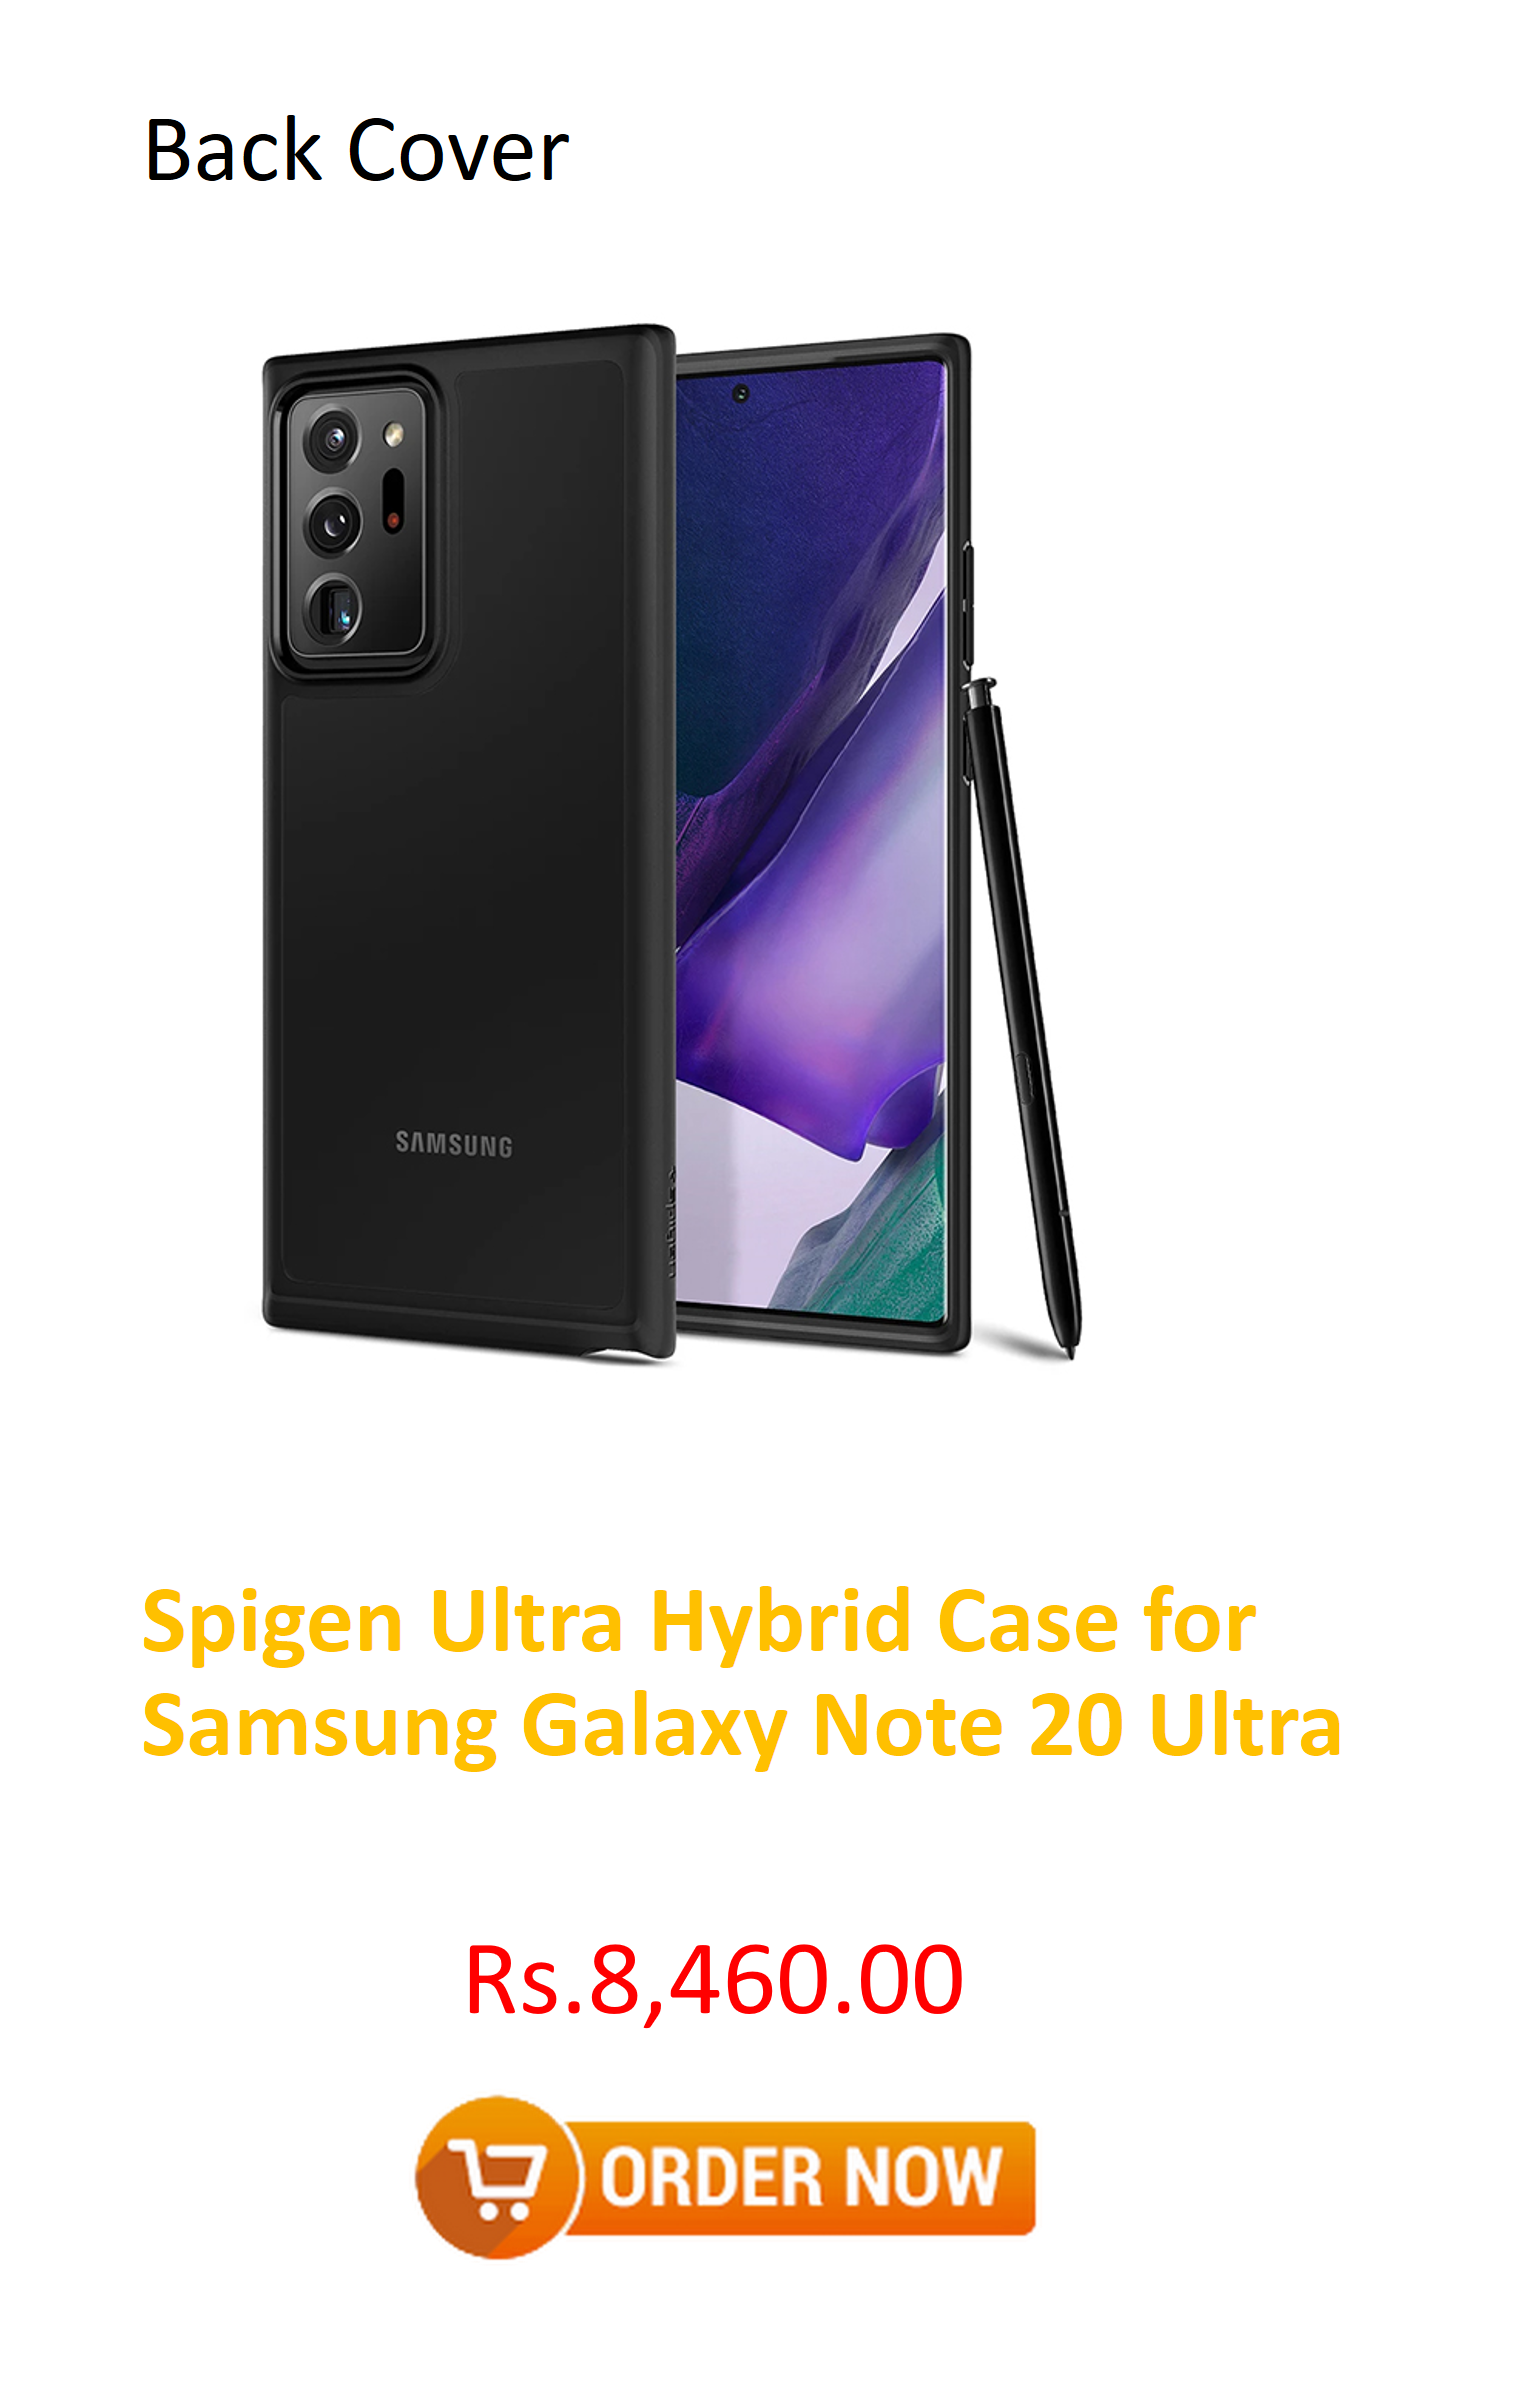 Back Cover
SAMSUNG
spigen
Spigen Ultra Hybrid Case for
Samsung Galaxy Note 20 Ultra
Rs.8,460.00
ORDER NOW